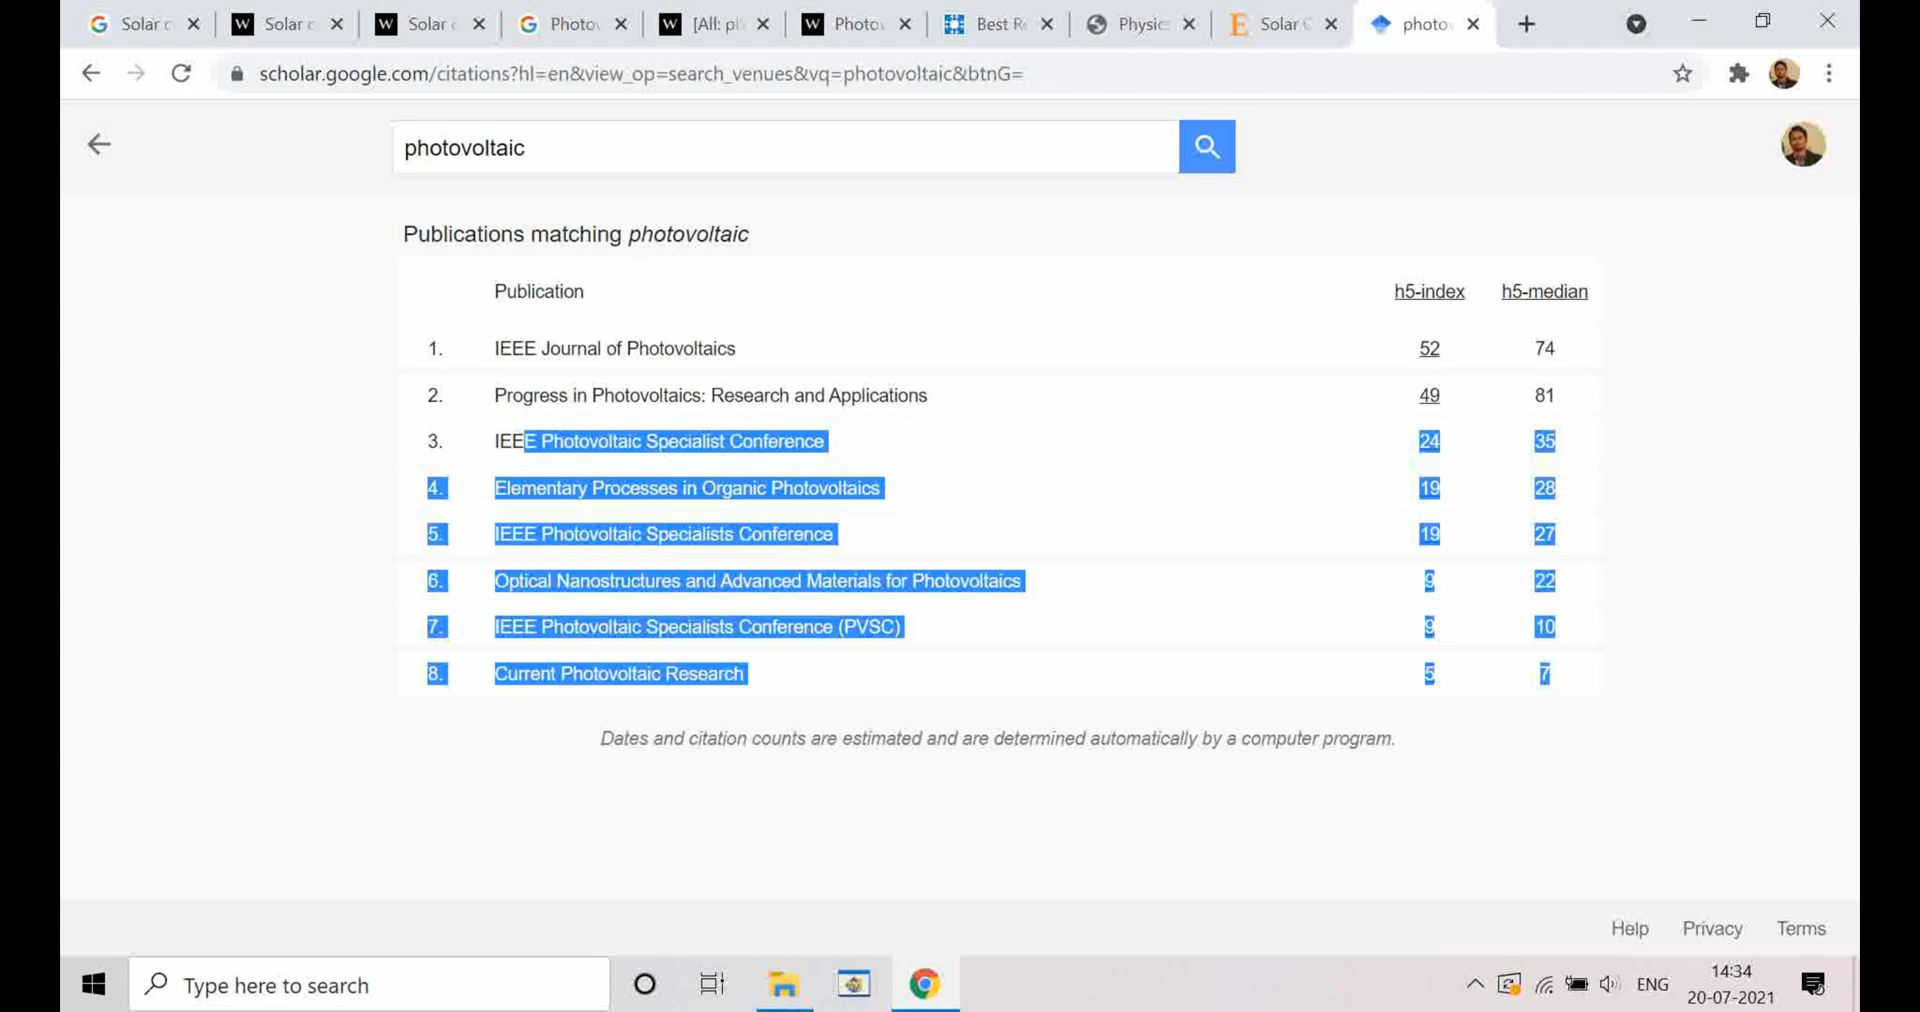 Solar c
Solar c
Solar c
Photo
[All: p
Photo
Best R
Physic
Solar C
photo
scholar.google.com/citations?hl=en&view_op=search_venues&vq=photovoltaic&btnG=
photovoltaic
Publications matching photovoltaic
Publication h5-index h5-median
1. IEEE Journal of Photovoltaics 52 74
2. Progress in Photovoltaics: Research and Applications 49 81
3. IEEE Photovoltaic Specialist Conference 24 35
4. Elementary Processes in Organic Photovoltaics 19 28
5. IEEE Photovoltaic Specialists Conference 19 27
6. Optical Nanostructures and Advanced Materials for Photovoltaics 9 22
7. IEEE Photovoltaic Specialists Conference (PVSC) 9 10
8. Current Photovoltaic Research 5 7
Dates and citation counts are estimated and are determined automatically by a computer program.
Help Privacy Terms
Type here to search
ENG
14:34
20-07-2021